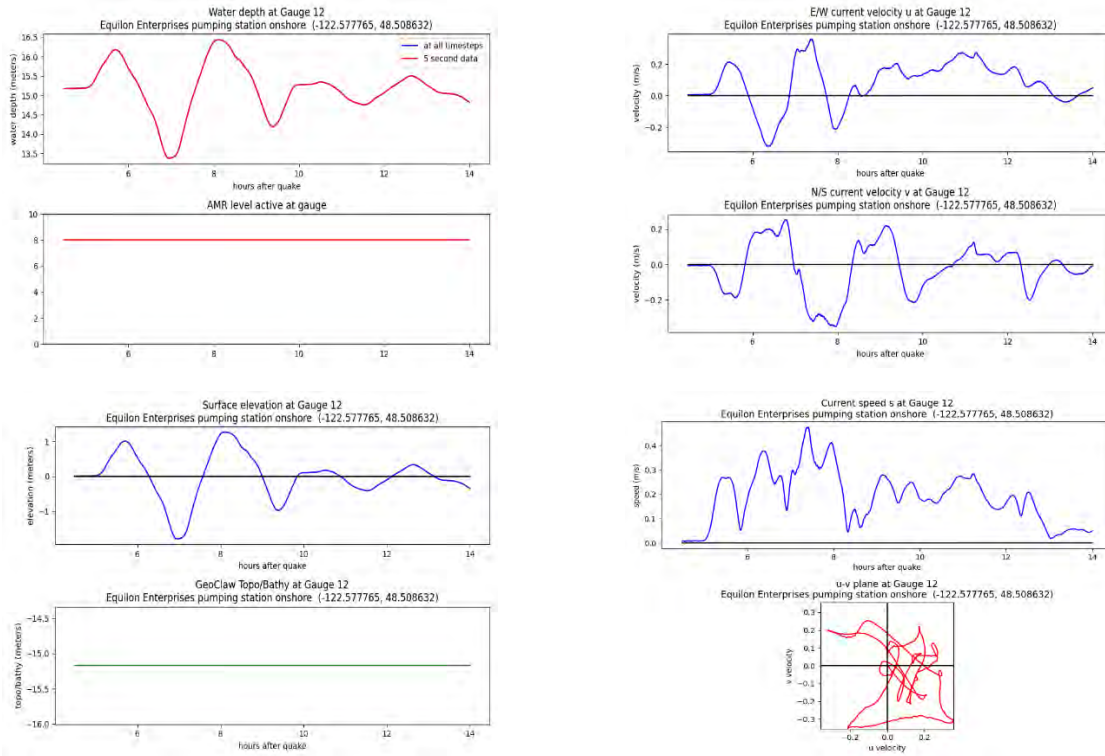 Water depth at Gauge 12
Equilon Enterprises pumping station onshore (-122.577765, 48.508632)
16.5
16.0
15.5
15.0
14.5
14.0
13.5
water depth (meters)
at all timesteps
5 second data
6
8
10
12
14
hours after quake
AMR level active at gauge
10
8
6
4
2
0
6
8
10
12
14
hours after quake
Surface elevation at Gauge 12
Equilon Enterprises pumping station onshore (-122.577765, 48.508632)
1
0
−1
elevation (meters)
6
8
10
12
14
hours after quake
GeoClaw Topo/Bathy at Gauge 12
Equilon Enterprises pumping station onshore (-122.577765, 48.508632)
−14.5
−15.0
−15.5
−16.0
topo/bathy (meters)
6
8
10
12
14
E/W current velocity u at Gauge 12
Equilon Enterprises pumping station onshore (-122.577765, 48.508632)
0.2
0.0
−0.2
velocity (m/s)
6
8
10
12
14
hours after quake
N/S current velocity v at Gauge 12
Equilon Enterprises pumping station onshore (-122.577765, 48.508632)
0.2
0.0
−0.2
velocity (m/s)
6
8
10
12
14
hours after quake
Current speed s at Gauge 12
Equilon Enterprises pumping station onshore (-122.577765, 48.508632)
0.4
0.3
0.2
0.1
0.0
speed (m/s)
6
8
10
12
14
hours after quake
u-v plane at Gauge 12
Equilon Enterprises pumping station onshore (-122.577765, 48.508632)
0.3
0.2
0.1
0.0
−0.1
−0.2
−0.3
v velocity
−0.2
0.0
0.2
u velocity